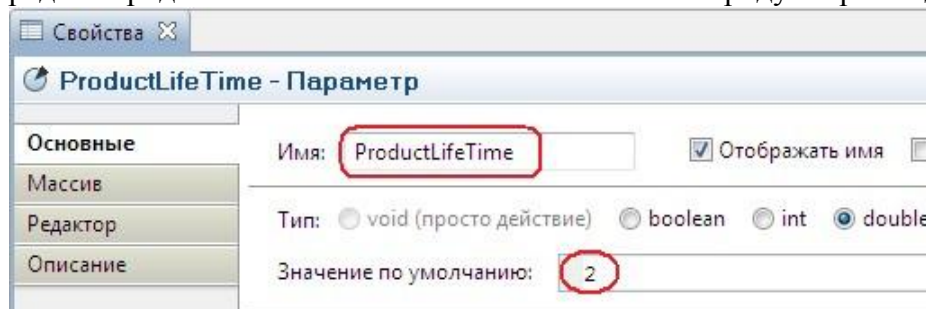 Свойства
ProductLifeTime - Параметр
Основные
Имя: ProductLifeTime Отображать имя
Массив
Редактор
Тип: void (просто действие) boolean int double
Описание
Значение по умолчанию: 2